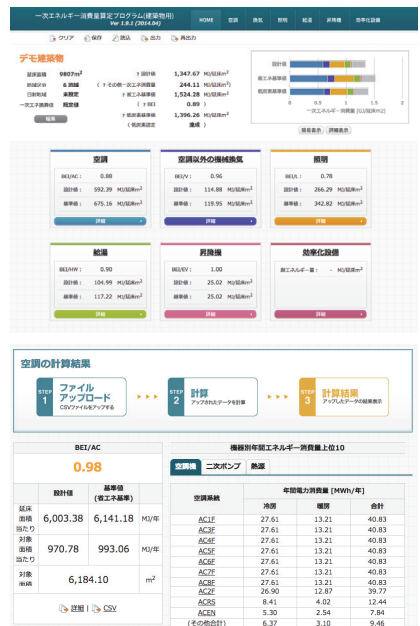 一次エネルギー消費量算定プログラム(建築物用)
Ver 1.0.1 (2014.04)
HOME 空調 換気 照明 給湯 昇降機 効率化設備
クリア 保存 読込 出力 再出力
デモ建築物
延床面積 9807m²
地域区分 6 地域
日射地域 未指定
一次エネ換算値 規定値
編集
? 設計値 1,347.67 MJ/延床m²
( ? その他一次エネ消費量 244.11 MJ/延床m²)
? 省エネ基準値 1,524.28 MJ/延床m²
( ? BEI 0.89 )
? 低炭素基準値 1,396.26 MJ/延床m²
( 低炭素認定 達成 )
設計値
省エネ基準値
低炭素基準値
0 0.5 1 1.5 2
一次エネルギー消費量 [GJ/延床m2]
簡易表示 詳細表示
空調
BEI/AC: 0.88
設計値: 592.39 MJ/延床m²
基準値: 675.16 MJ/延床m²
詳細
空調以外の機械換気
BEI/V: 0.96
設計値: 114.88 MJ/延床m²
基準値: 119.95 MJ/延床m²
詳細
照明
BEI/L: 0.78
設計値: 266.29 MJ/延床m²
基準値: 342.82 MJ/延床m²
詳細
給湯
BEI/HW: 0.90
設計値: 104.99 MJ/延床m²
基準値: 117.22 MJ/延床m²
詳細
昇降機
BEI/EV: 1.00
設計値: 25.02 MJ/延床m²
基準値: 25.02 MJ/延床m²
詳細
効率化設備
創エネルギー量: - MJ/延床m²
詳細
空調の計算結果
STEP 1 ファイルアップロード
CSVファイルをアップする
STEP 2 計算
アップされたデータを計算
STEP 3 計算結果
アップしたデータの結果表示
BEI/AC
0.98
設計値 基準値
(省エネ基準)
延床面積当たり 6,003.38 6,141.18 MJ/年
対象面積当たり 970.78 993.06 MJ/年
対象面積 6,184.10 m²
詳細 | CSV
機器別年間エネルギー消費量上位10
空調機 二次ポンプ 熱源
空調系統 年間電力消費量 [MWh/年]
冷房 暖房 合計
AC1F 27.61 13.21 40.83
AC3F 27.61 13.21 40.83
AC4F 27.61 13.21 40.83
AC5F 27.61 13.21 40.83
AC6F 27.61 13.21 40.83
AC7F 27.61 13.21 40.83
AC8F 27.61 13.21 40.83
AC2F 26.90 12.87 39.77
ACRS 8.41 4.02 12.44
ACEN 5.30 2.54 7.84
(その他合計) 6.37 3.10 9.46